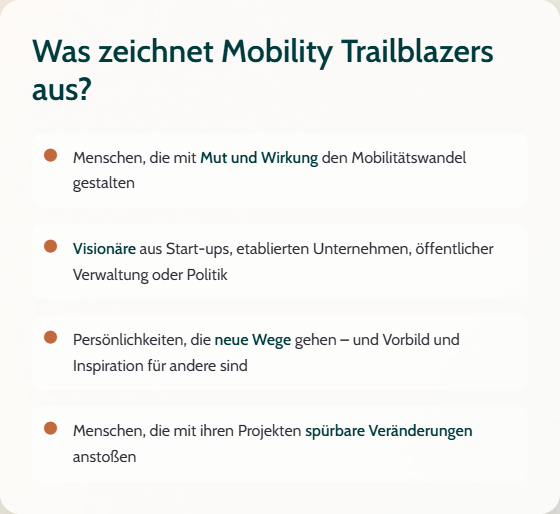 Was zeichnet Mobility Trailblazers
aus?
Menschen, die mit Mut und Wirkung den Mobilitätswandel
gestalten
Visionäre aus Start-ups, etablierten Unternehmen, öffentlicher
Verwaltung oder Politik
Persönlichkeiten, die neue Wege gehen – und Vorbild und
Inspiration für andere sind
Menschen, die mit ihren Projekten spürbare Veränderungen
anstoßen